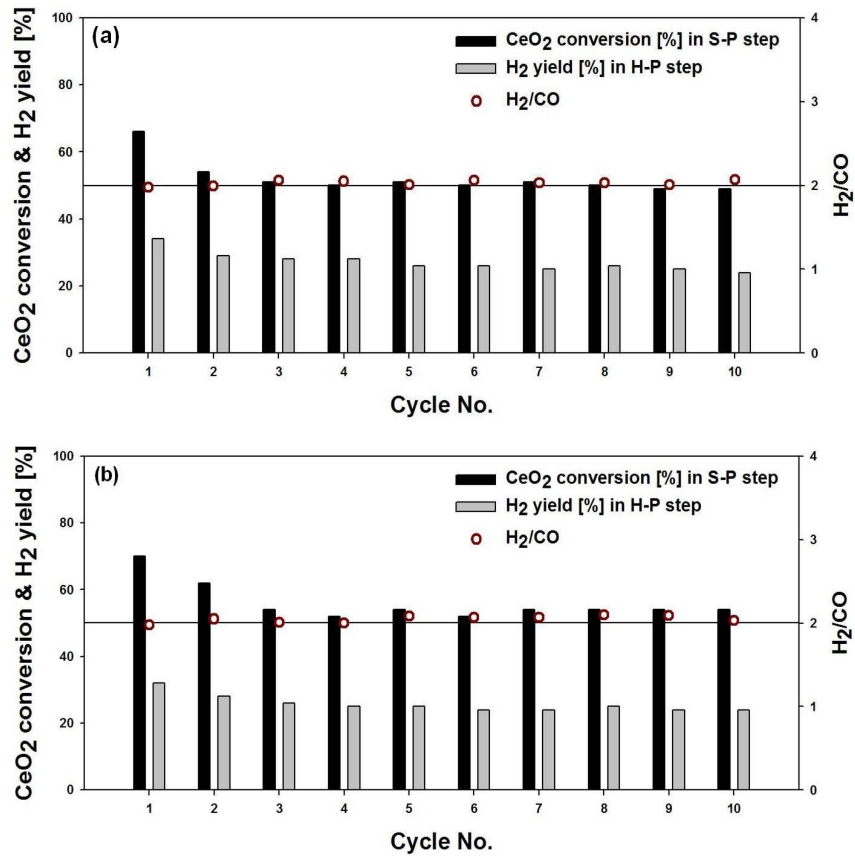 (a)
CeO2 conversion [%] in S-P step
H2 yield [%] in H-P step
H2/CO
CeO2 conversion & H2 yield [%]
100
80
60
40
20
0
4
3
2
1
0
H2/CO
1 2 3 4 5 6 7 8 9 10
Cycle No.
(b)
CeO2 conversion [%] in S-P step
H2 yield [%] in H-P step
H2/CO
CeO2 conversion & H2 yield [%]
100
80
60
40
20
0
4
3
2
1
0
H2/CO
1 2 3 4 5 6 7 8 9 10
Cycle No.